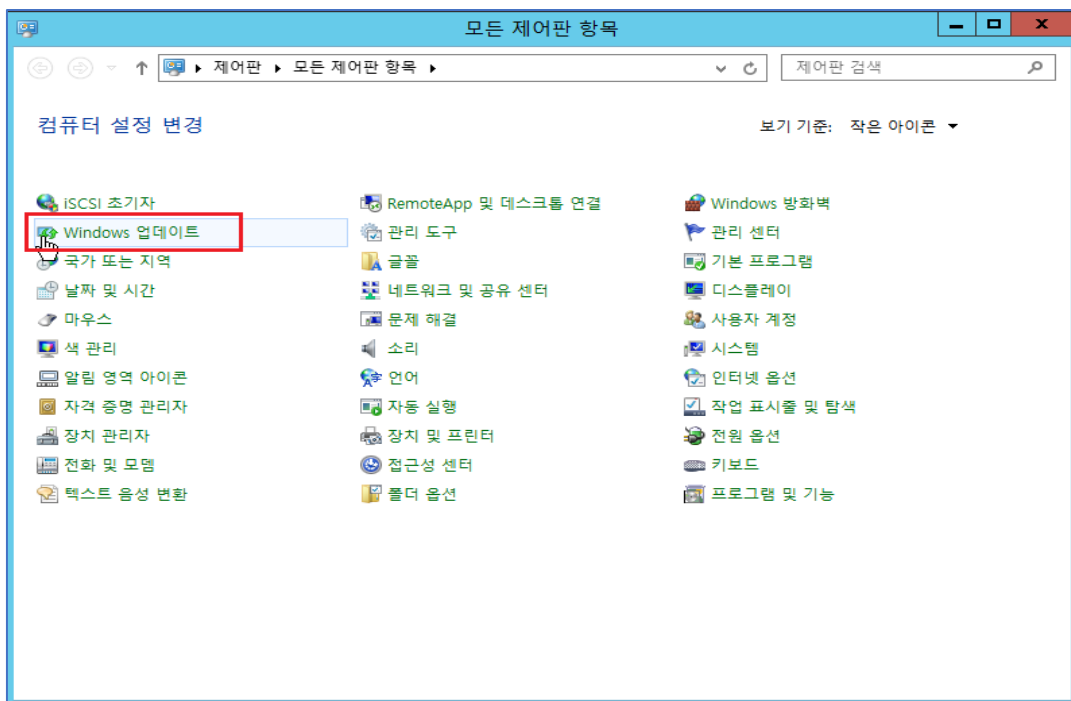 모든 제어판 항목
제어판 모든 제어판 항목 제어판 검색
컴퓨터 설정 변경 보기 기준: 작은 아이콘
iSCSI 초기자 RemoteApp 및 데스크톱 연결 Windows 방화벽
Windows 업데이트 관리 도구 관리 센터
국가 또는 지역 글꼴 기본 프로그램
날짜 및 시간 네트워크 및 공유 센터 디스플레이
마우스 문제 해결 사용자 계정
색 관리 소리 시스템
알림 영역 아이콘 언어 인터넷 옵션
자격 증명 관리자 자동 실행 작업 표시줄 및 탐색
장치 관리자 장치 및 프린터 전원 옵션
전화 및 모뎀 접근성 센터 키보드
텍스트 음성 변환 폴더 옵션 프로그램 및 기능